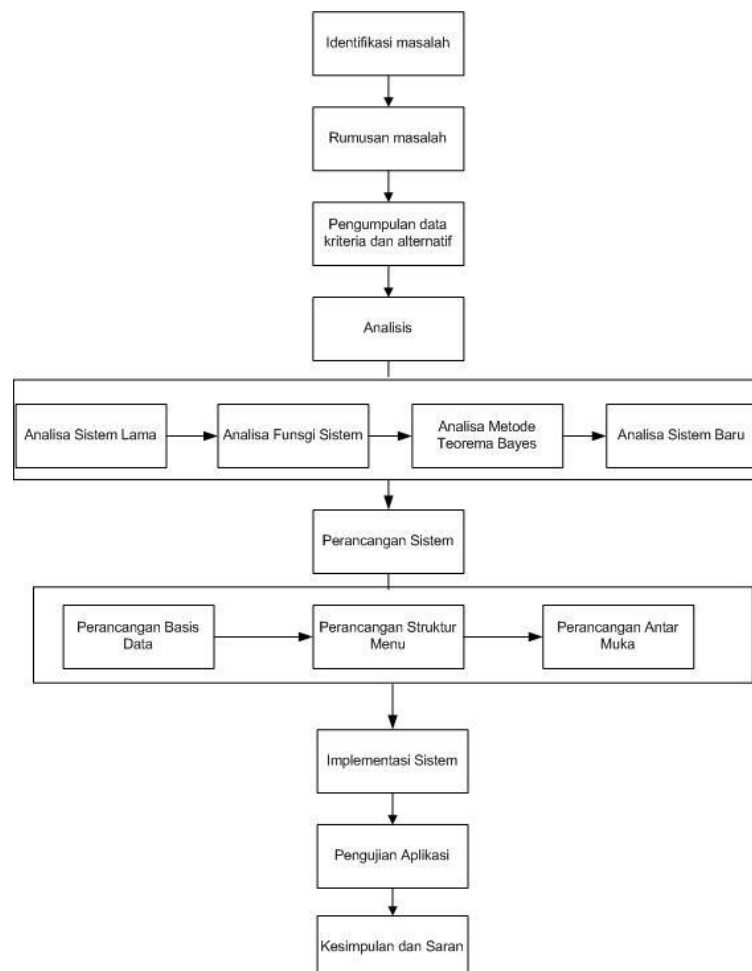 Identifikasi masalah
Rumusan masalah
Pengumpulan data
kriteria dan alternatif
Analisis
Analisa Sistem Lama
Analisa Funsgi Sistem
Analisa Metode
Teorema Bayes
Analisa Sistem Baru
Perancangan Sistem
Perancangan Basis
Data
Perancangan Struktur
Menu
Perancangan Antar
Muka
Implementasi Sistem
Pengujian Aplikasi
Kesimpulan dan Saran